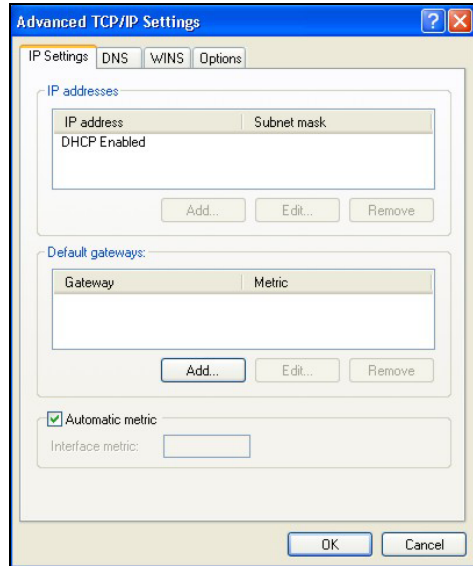 Advanced TCP/IP Settings
IP Settings DNS WINS Options
IP addresses
IP address Subnet mask
DHCP Enabled
Add... Edit... Remove
Default gateways:
Gateway Metric
Add... Edit... Remove
Automatic metric
Interface metric:
OK Cancel